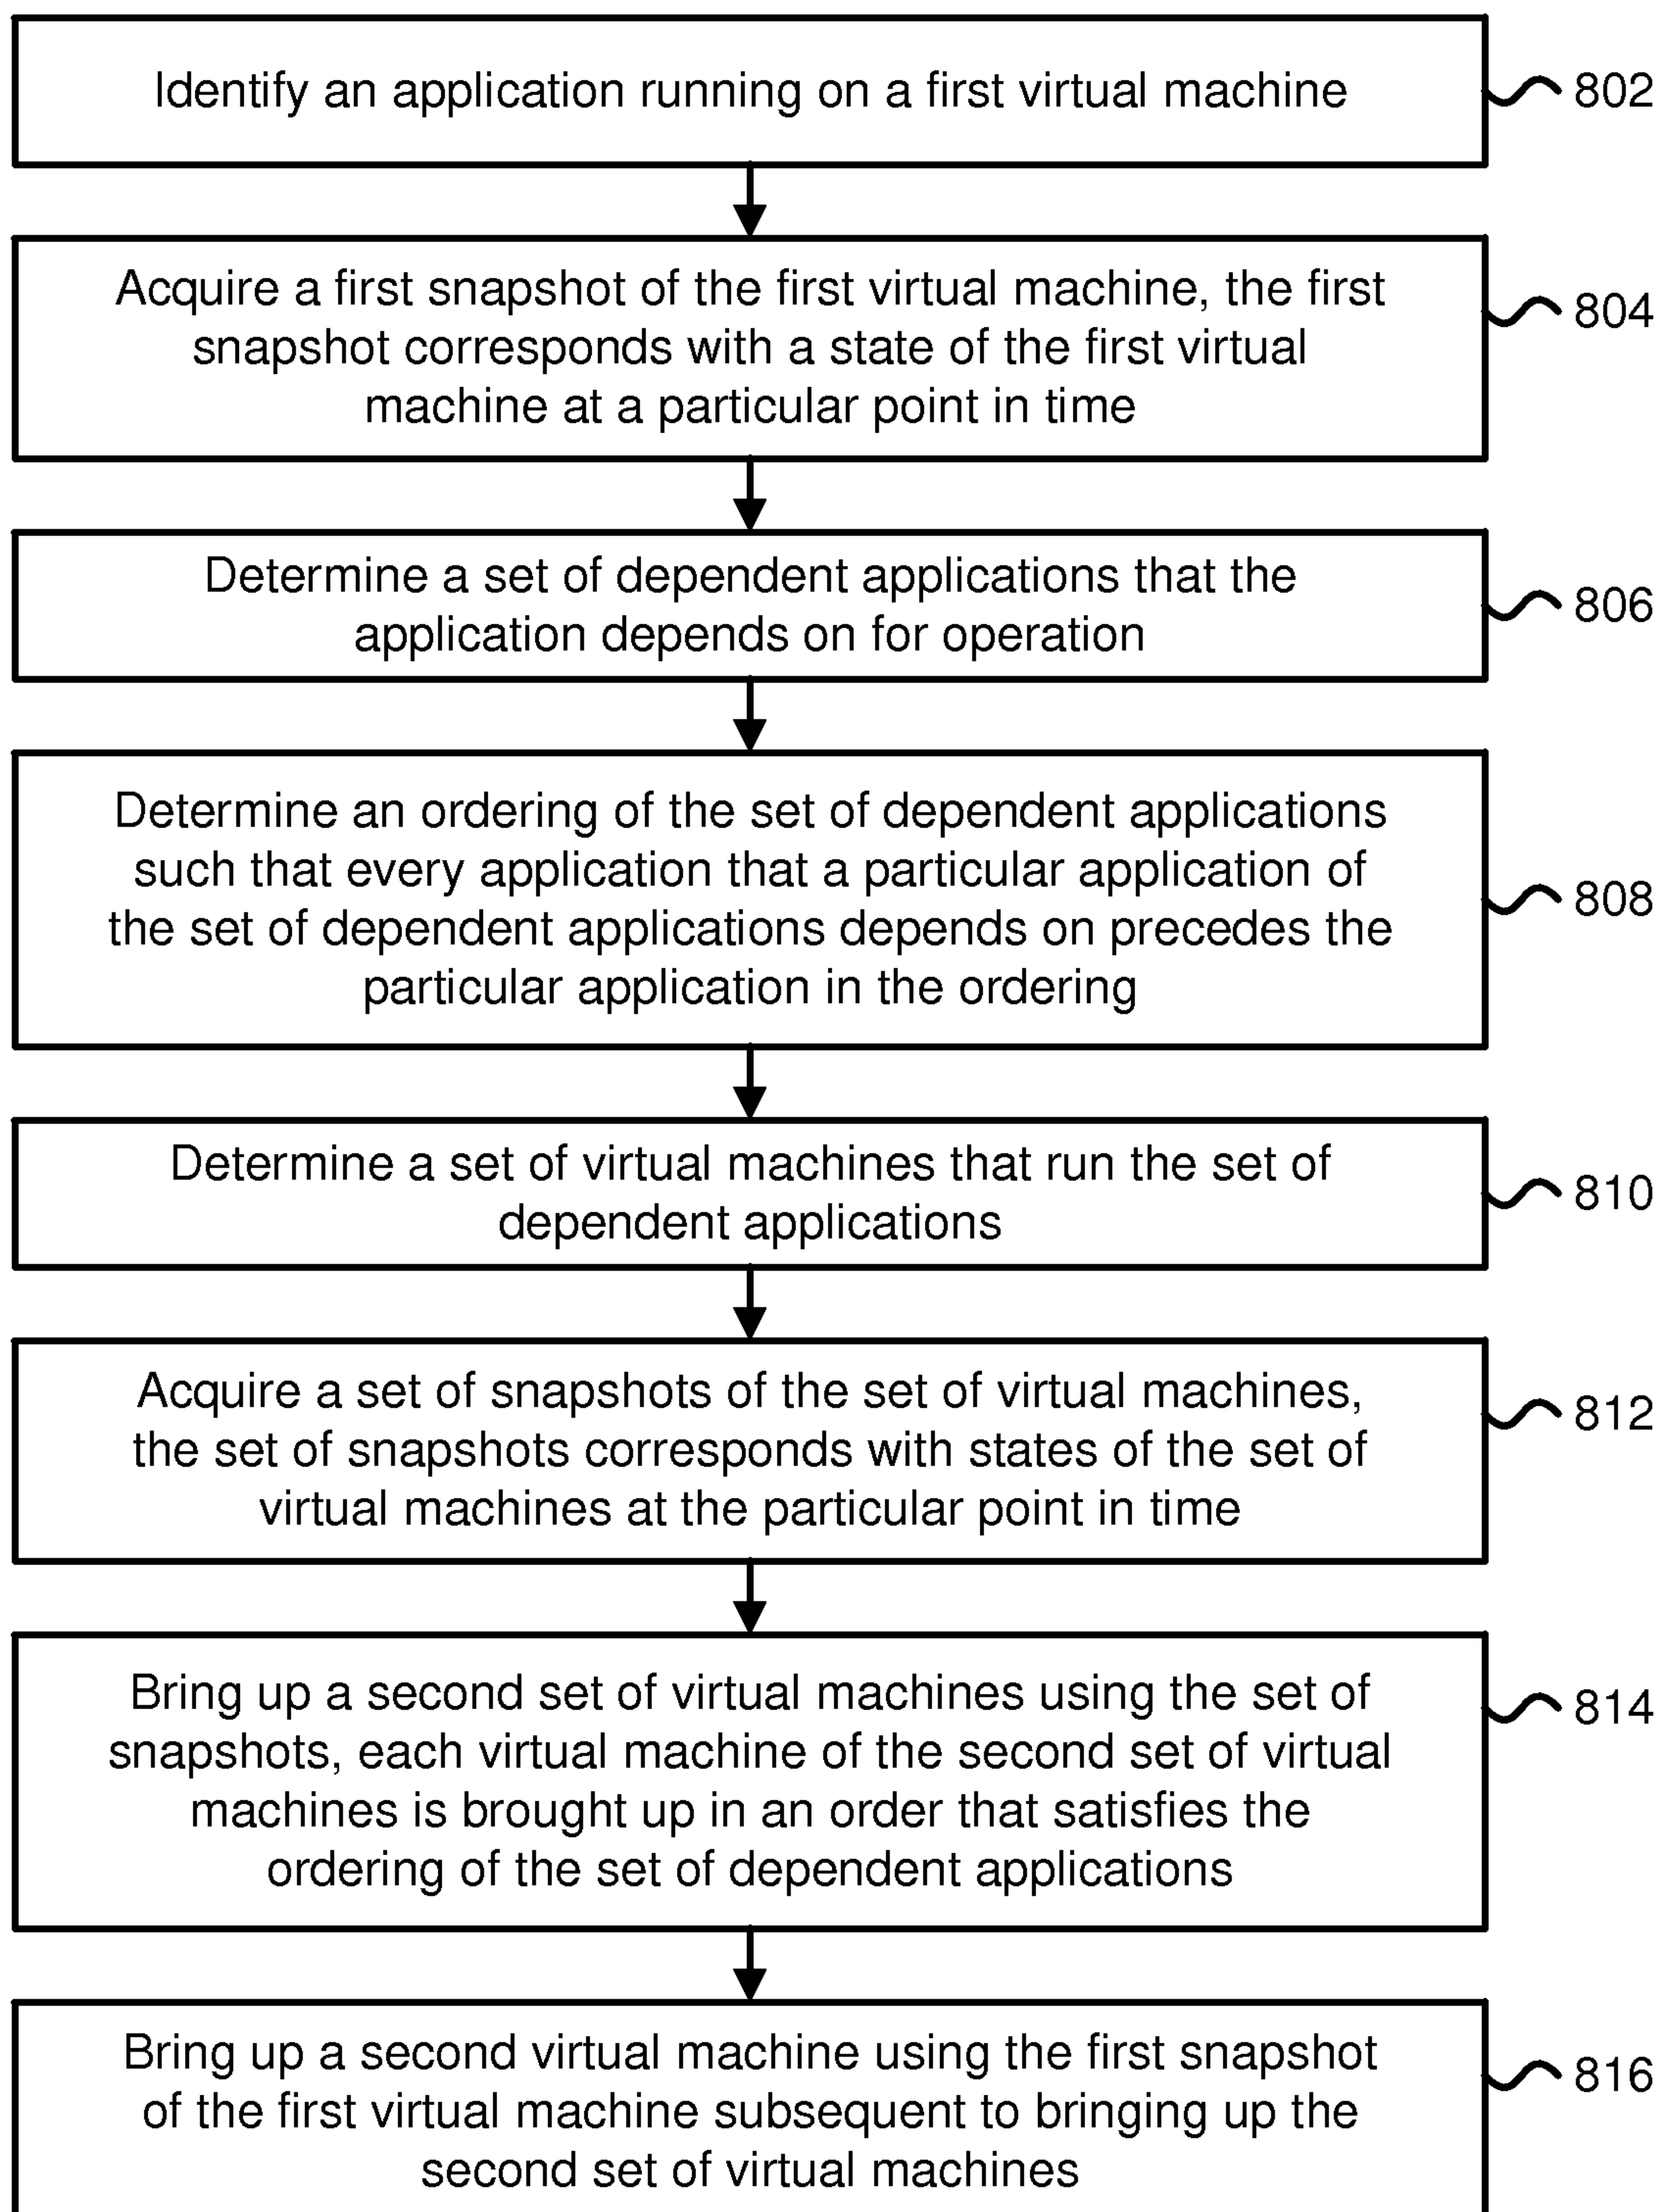 Identify an application running on a first virtual machine
802
Acquire a first snapshot of the first virtual machine, the first
snapshot corresponds with a state of the first virtual
machine at a particular point in time
804
Determine a set of dependent applications that the
application depends on for operation
806
Determine an ordering of the set of dependent applications
such that every application that a particular application of
the set of dependent applications depends on precedes the
particular application in the ordering
808
Determine a set of virtual machines that run the set of
dependent applications
810
Acquire a set of snapshots of the set of virtual machines,
the set of snapshots corresponds with states of the set of
virtual machines at the particular point in time
812
Bring up a second set of virtual machines using the set of
snapshots, each virtual machine of the second set of virtual
machines is brought up in an order that satisfies the
ordering of the set of dependent applications
814
Bring up a second virtual machine using the first snapshot
of the first virtual machine subsequent to bringing up the
second set of virtual machines
816